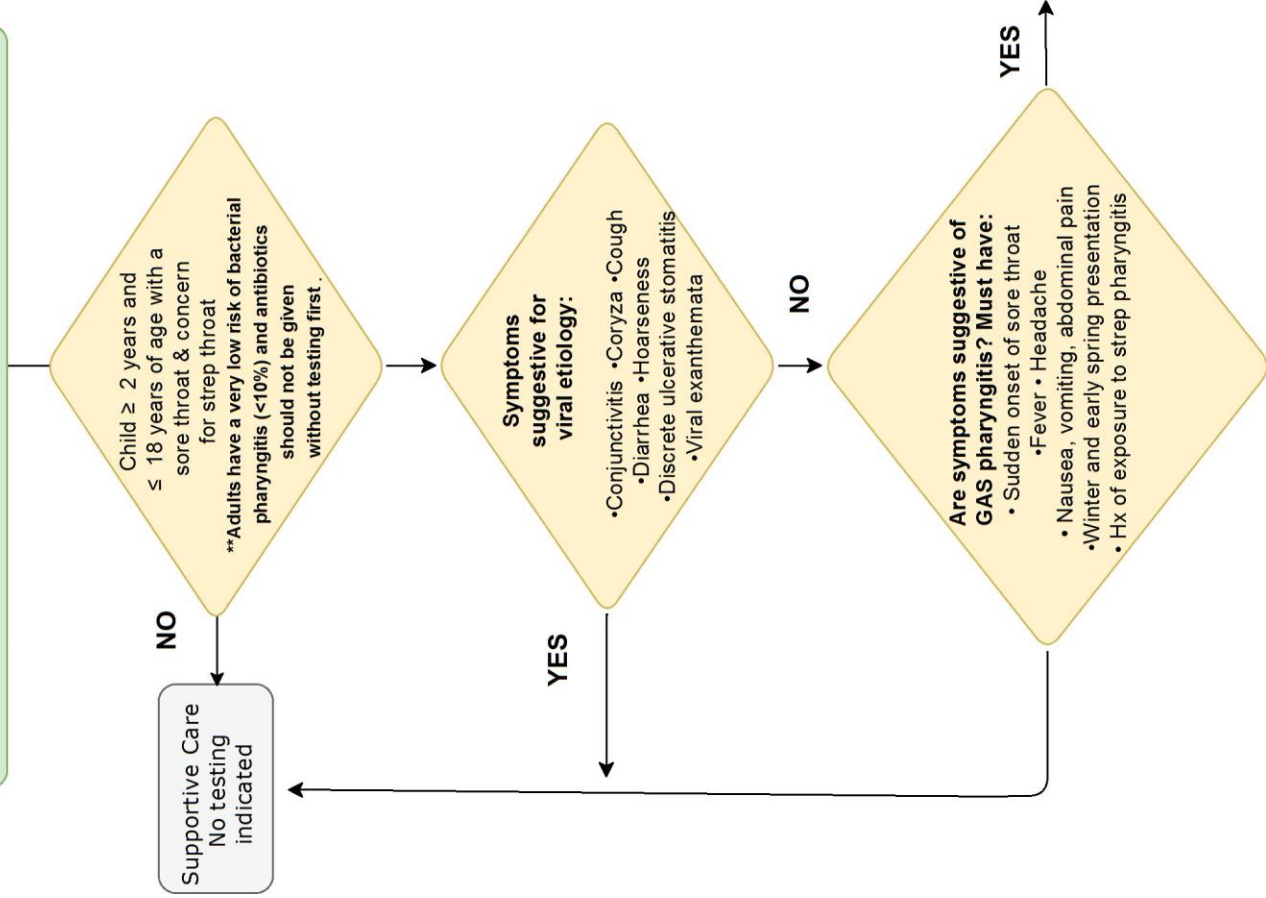 Child ≥ 2 years and
≤ 18 years of age with a
sore throat & concern
for strep throat
**Adults have a very low risk of bacterial
pharyngitis (<10%) and antibiotics
should not be given
without testing first .
NO
Supportive Care
No testing
indicated
Symptoms
suggestive for
viral etiology:
•Conjunctivitis •Coryza •Cough
•Diarrhea •Hoarseness
•Discrete ulcerative stomatitis
•Viral exanthemata
YES
NO
Are symptoms suggestive of
GAS pharyngitis? Must have:
• Sudden onset of sore throat
•Fever • Headache
• Nausea, vomiting, abdominal pain
•Winter and early spring presentation
• Hx of exposure to strep pharyngitis
YES